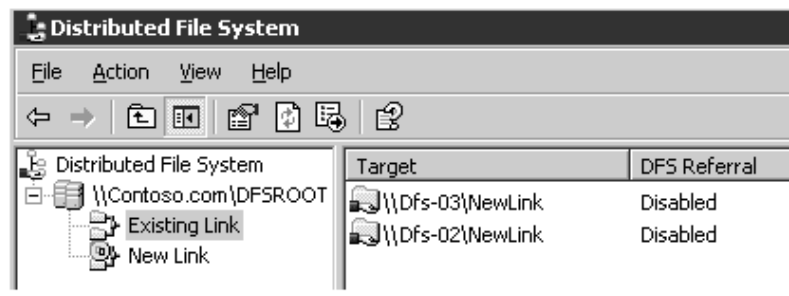 Distributed File System
File Action View Help
Distributed File System
\\Contoso.com\DFSROOT
Existing Link
New Link
Target DFS Referral
\\Dfs-03\NewLink Disabled
\\Dfs-02\NewLink Disabled